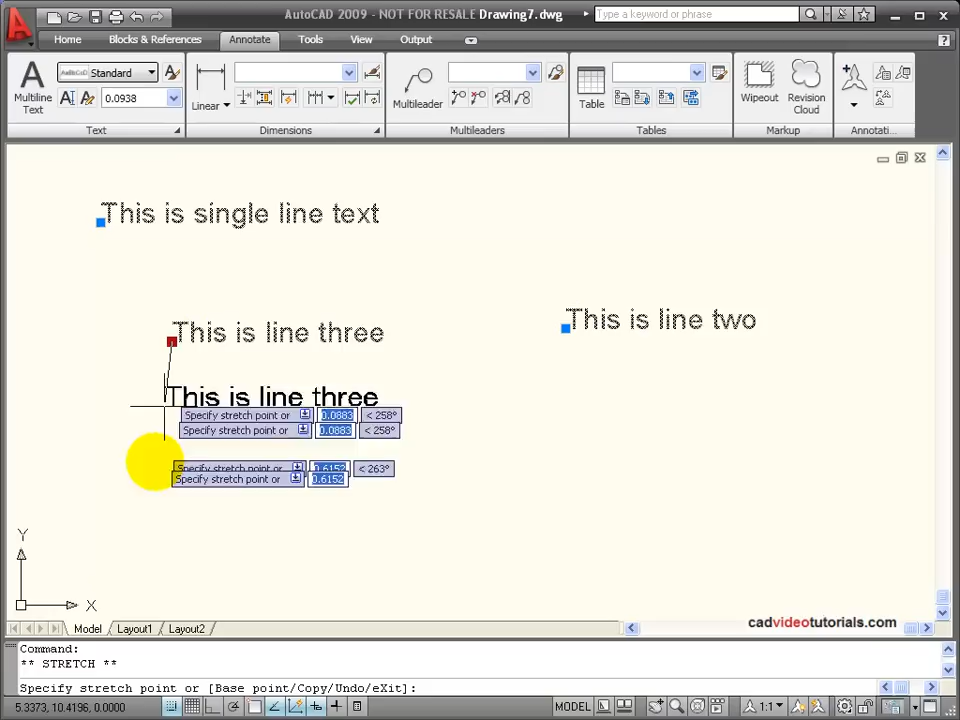 AutoCAD 2009 - NOT FOR RESALE Drawing7.dwg
Type a keyword or phrase
Home Blocks & References Annotate Tools View Output
Multiline Text
Standard
0.0938
Linear
Multileader
Table
Wipeout
Revision Cloud
Text Dimensions Multileaders Tables Markup Annotati...
This is single line text
This is line two
This is line three
This is line three
Specify stretch point or 0.0883 < 258°
Specify stretch point or 0.0883 < 258°
Specify stretch point or 0.6152 < 263°
Specify stretch point or 0.6152
Y
X
Model Layout1 Layout2
cadvideotutorials.com
Command:
** STRETCH **
Specify stretch point or [Base point/Copy/Undo/eXit]:
5.3373, 10.4196, 0.0000
MODEL
1:1